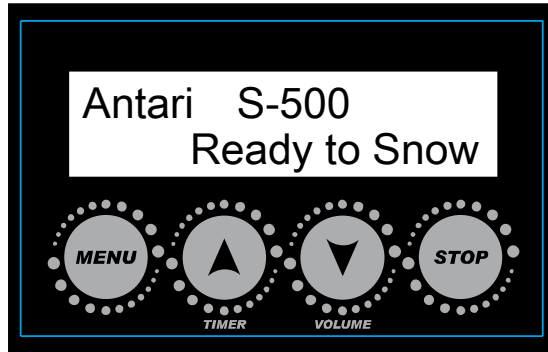 Antari S-500
Ready to Snow
MENU
STOP
TIMER
VOLUME